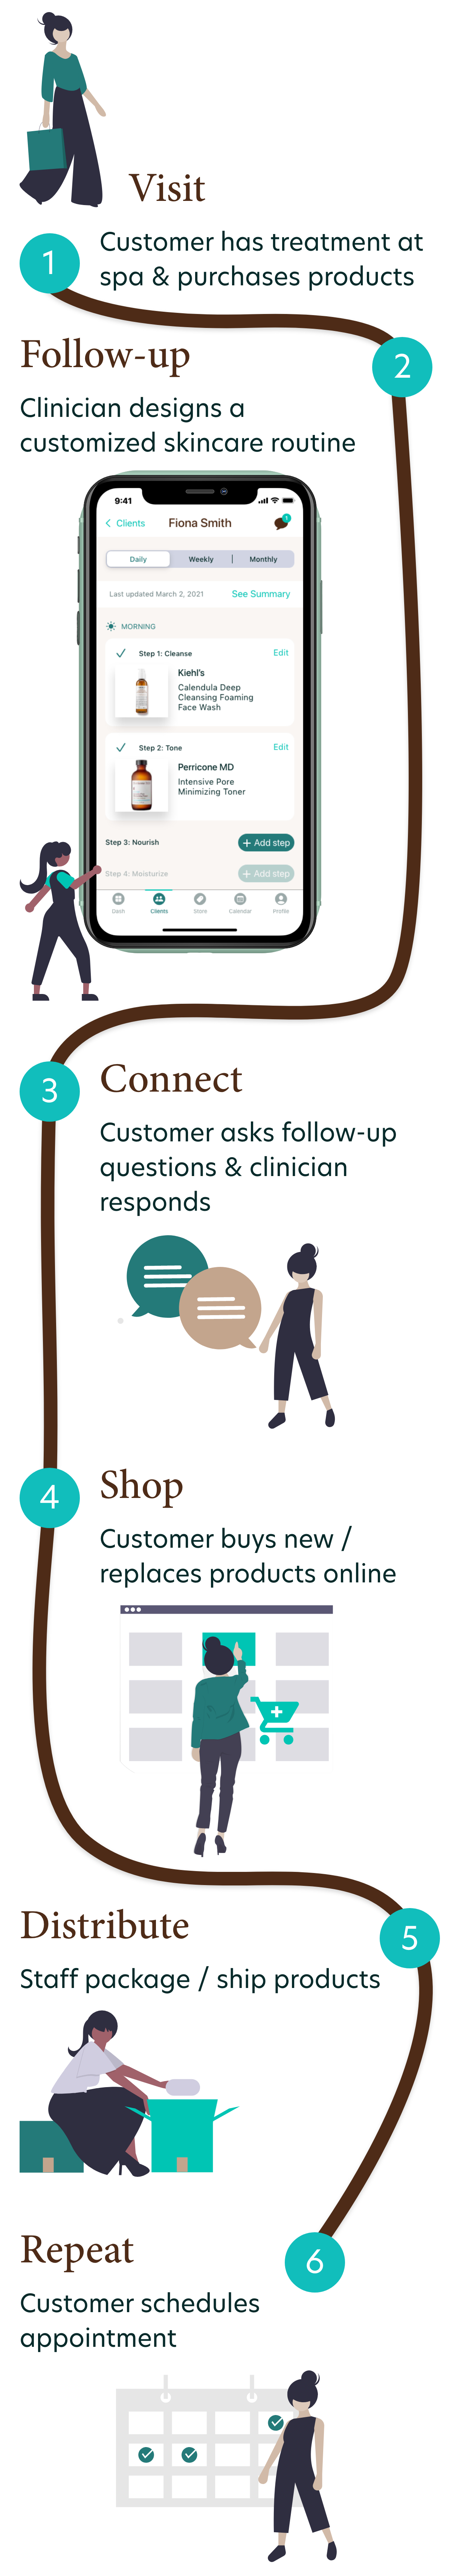 Visit
1
Customer has treatment at
spa & purchases products
Follow-up
2
Clinician designs a
customized skincare routine
9:41
Clients
Fiona Smith
1
Daily
Weekly
Monthly
Last updated March 2, 2021
See Summary
MORNING
Step 1: Cleanse
Edit
Kiehl's
Calendula Deep
Cleansing Foaming
Face Wash
Step 2: Tone
Edit
Perricone MD
Intensive Pore
Minimizing Toner
Step 3: Nourish
+ Add step
Step 4: Moisturize
+ Add step
Dash
Clients
Store
Calendar
Profile
3
Connect
Customer asks follow-up
questions & clinician
responds
4
Shop
Customer buys new /
replaces products online
Distribute
5
Staff package / ship products
Repeat
6
Customer schedules
appointment